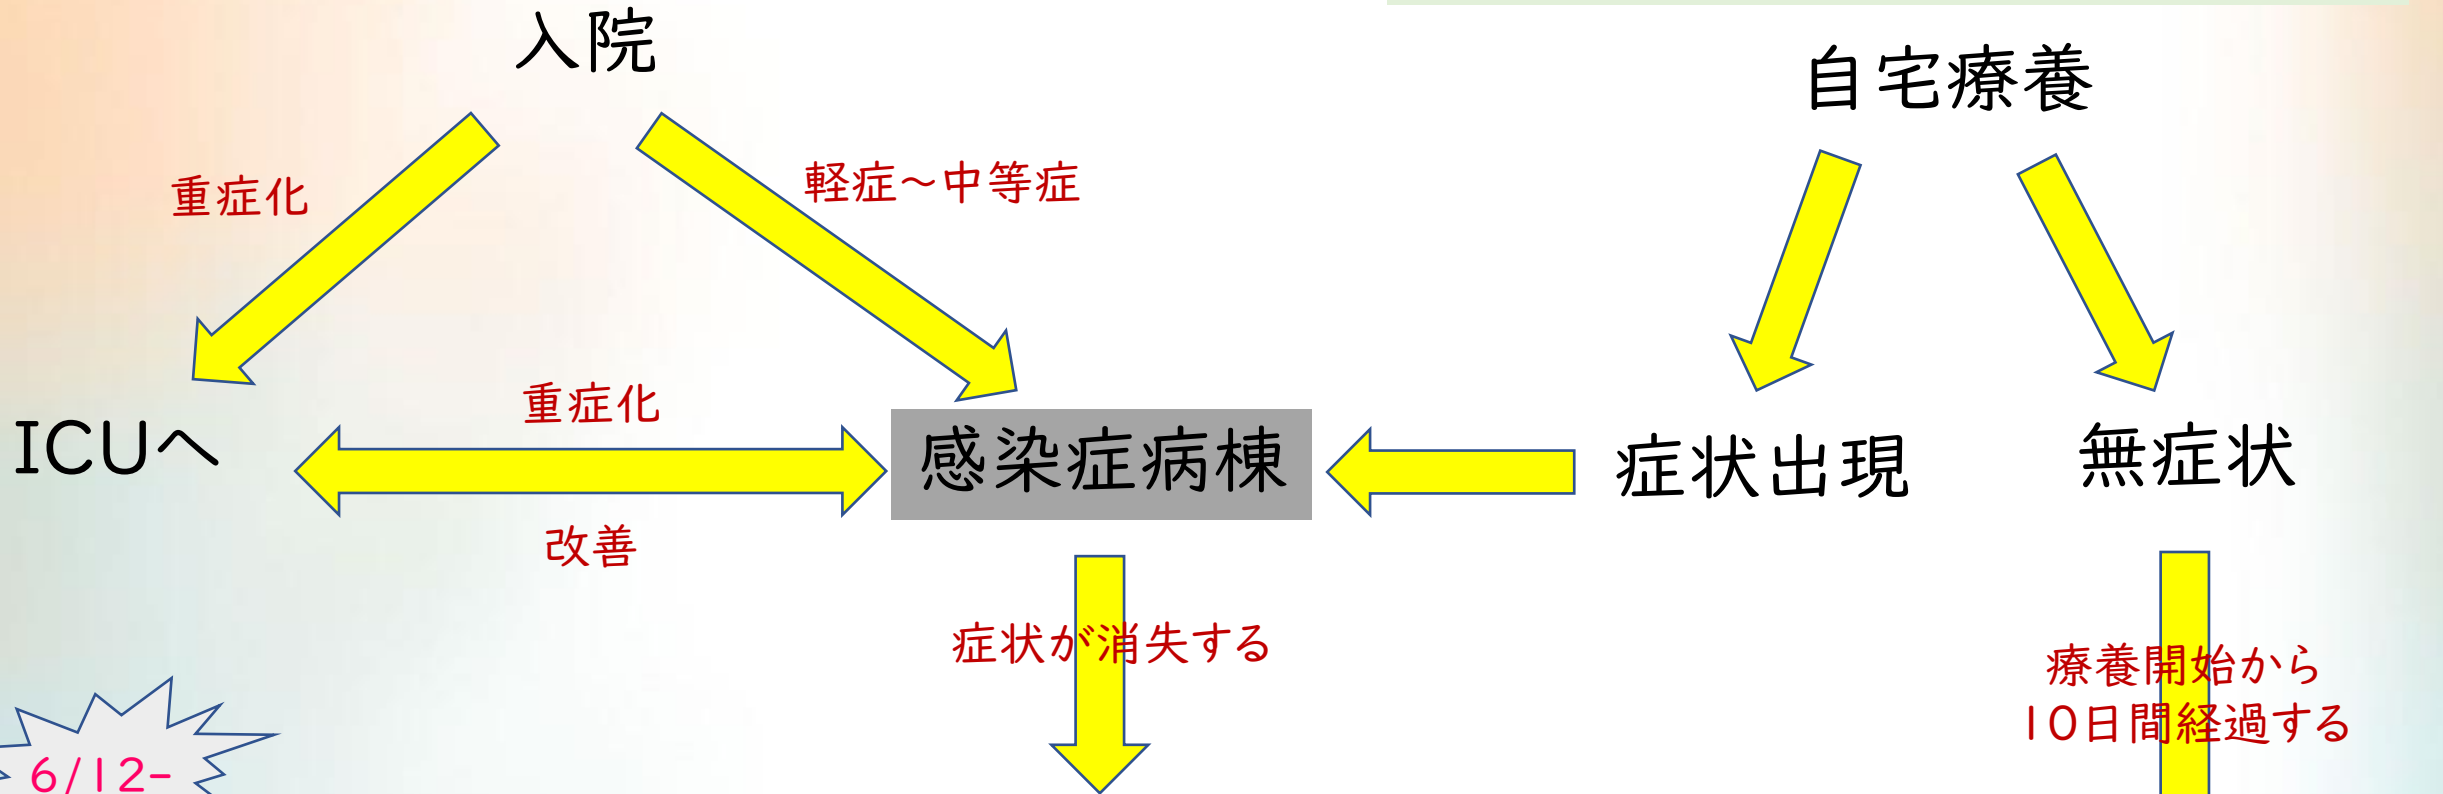 入院
自宅療養
重症化
軽症～中等症
重症化
ICUへ
感染症病棟
症状出現
無症状
改善
症状が消失する
療養開始から
10日間経過する
6/12-